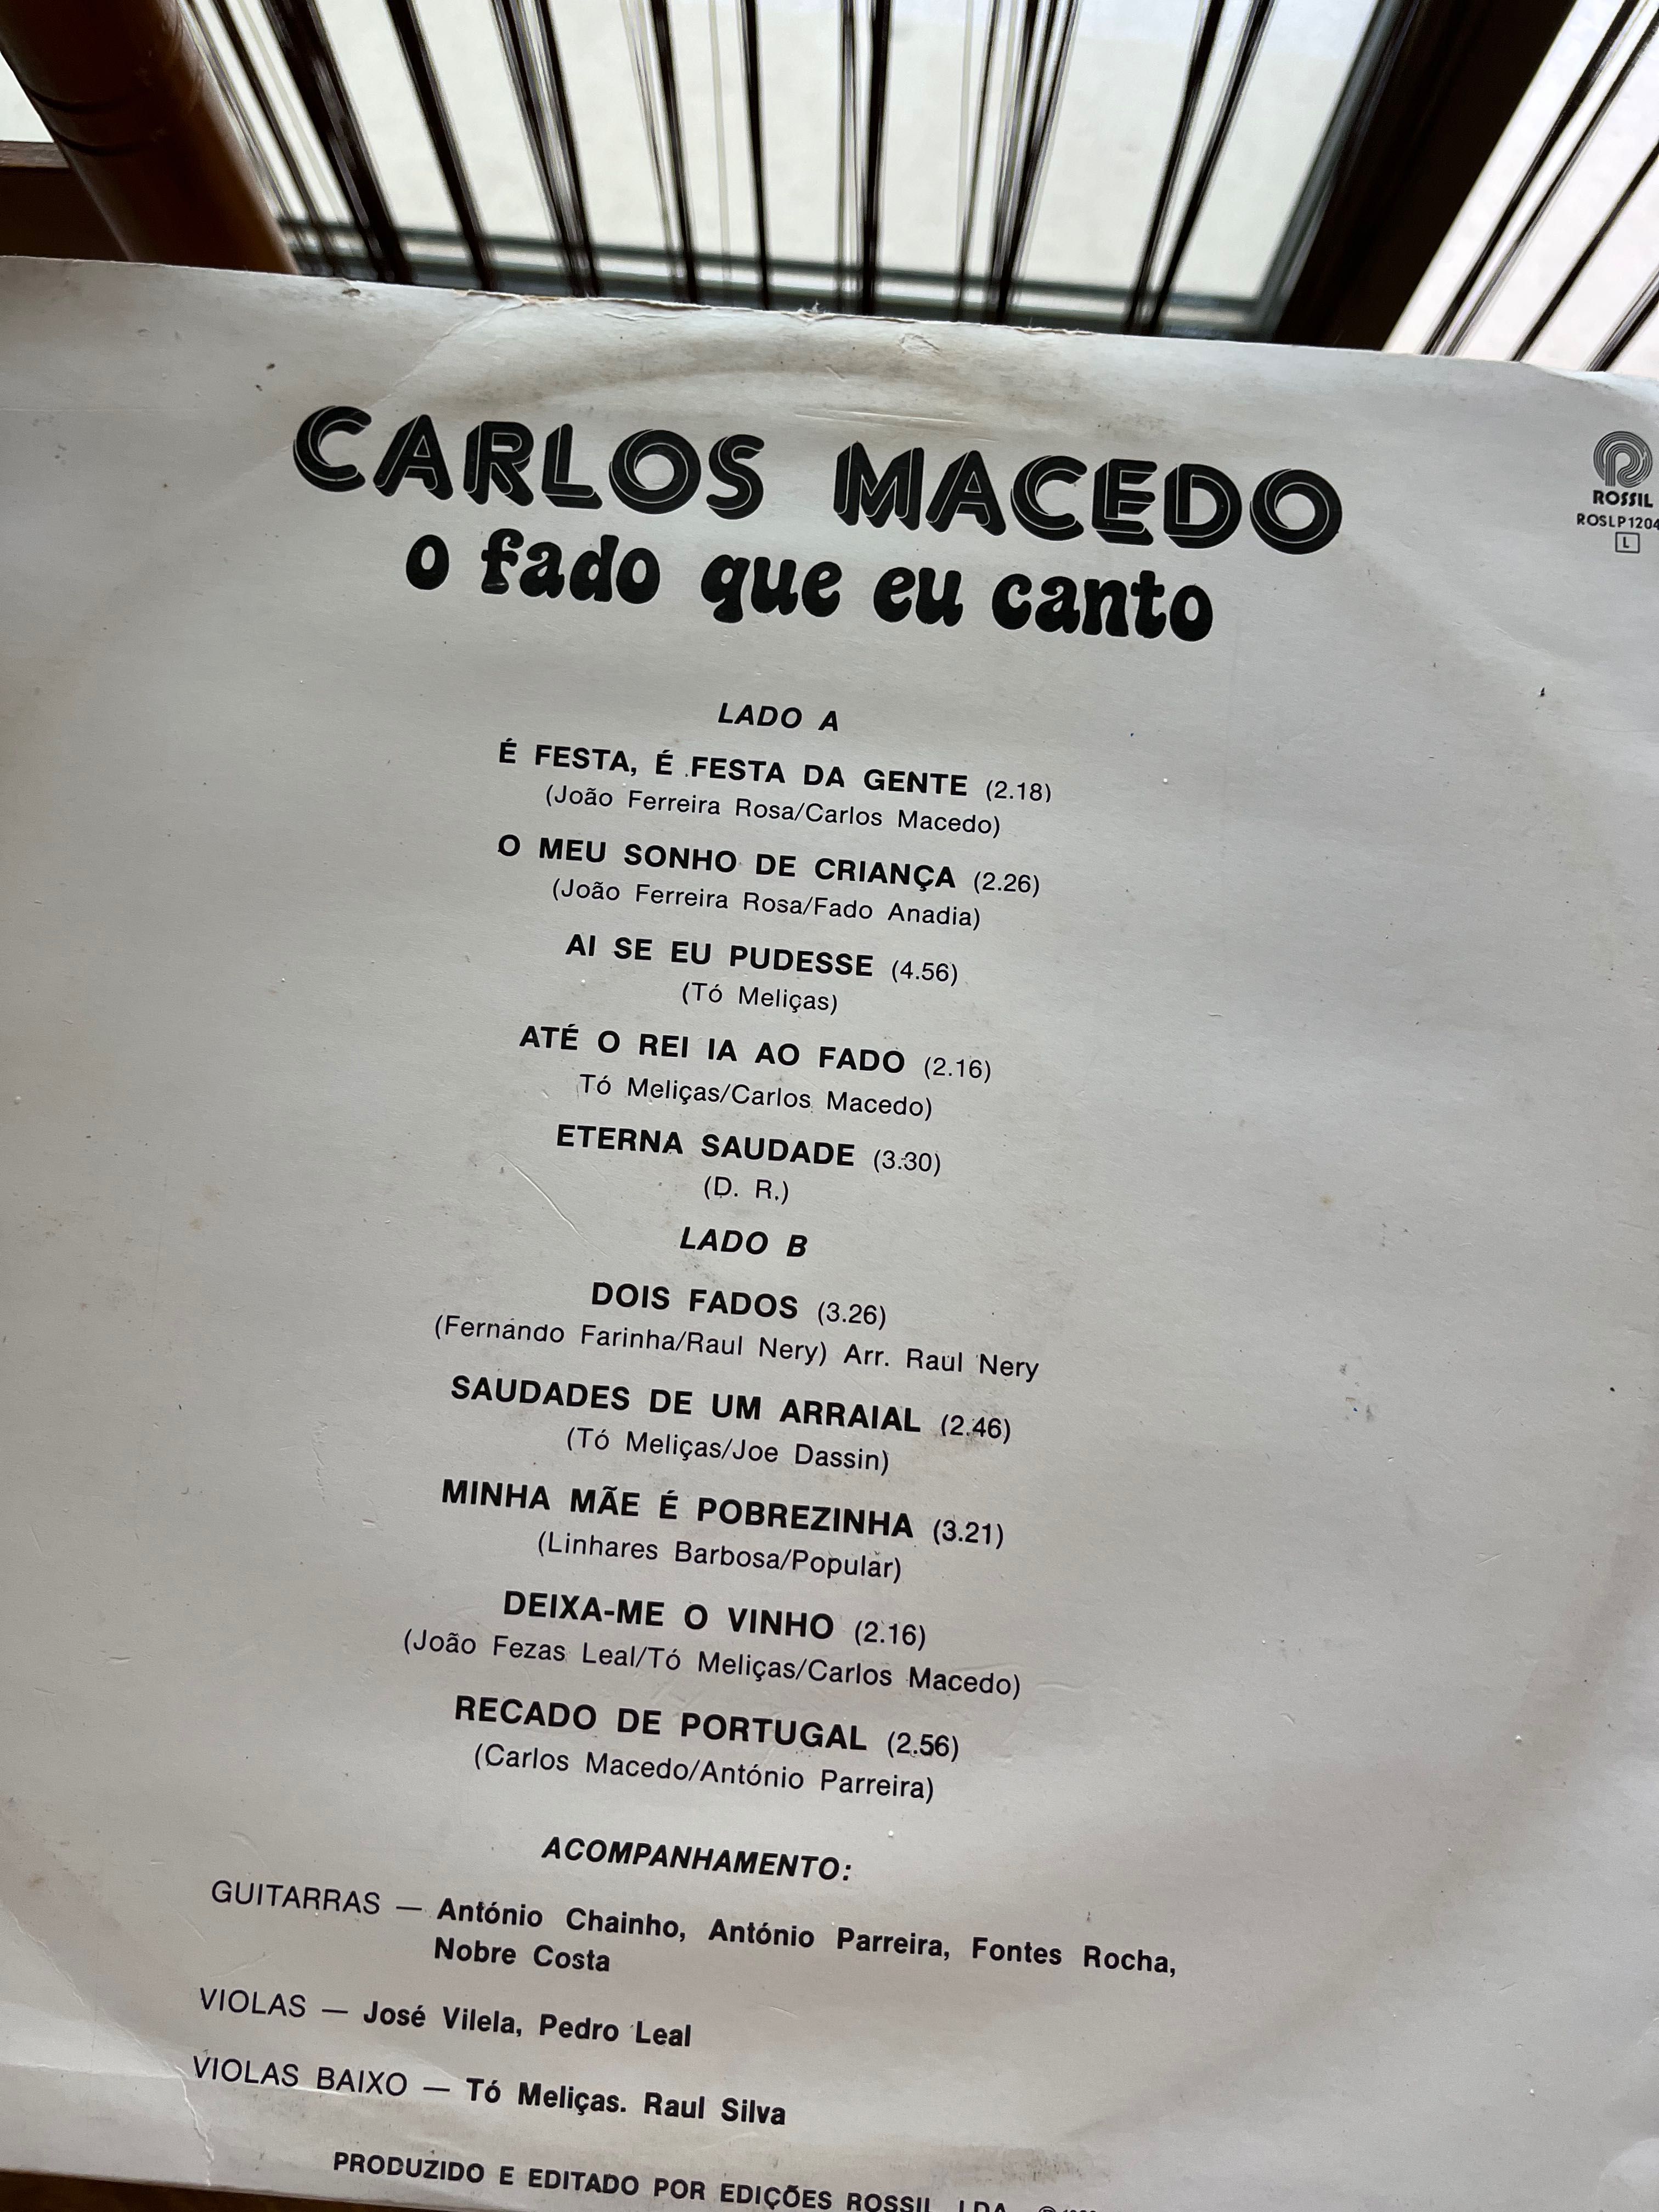 CARLOS MACEDO
o fado que eu canto
ROSSIL
L
LADO A
É FESTA, É FESTA DA GENTE (2.18)
(João Ferreira Rosa/Carlos Macedo)
O MEU SONHO DE CRIANÇA (2.26)
(João Ferreira Rosa/Fado Anadia)
AI SE EU PUDESSE (4.56)
(Tó Meliças)
ATÉ O REI IA AO FADO (2.16)
Tó Meliças/Carlos Macedo)
ETERNA SAUDADE (3.30)
(D. R.)
LADO B
DOIS FADOS (3.26)
(Fernando Farinha/Raul Nery) Arr. Raul Nery
SAUDADES DE UM ARRAIAL (2.46)
(Tó Meliças/Joe Dassin)
MINHA MÃE É POBREZINHA (3.21)
(Linhares Barbosa/Popular)
DEIXA-ME O VINHO (2.16)
(João Fezas Leal/Tó Meliças/Carlos Macedo)
RECADO DE PORTUGAL (2.56)
(Carlos Macedo/António Parreira)
ACOMPANHAMENTO:
GUITARRAS — António Chainho, António Parreira, Fontes Rocha,
Nobre Costa
VIOLAS — José Vilela, Pedro Leal
VIOLAS BAIXO — Tó Meliças. Raul Silva
PRODUZIDO E EDITADO POR EDIÇÕES ROSSIL, LDA.